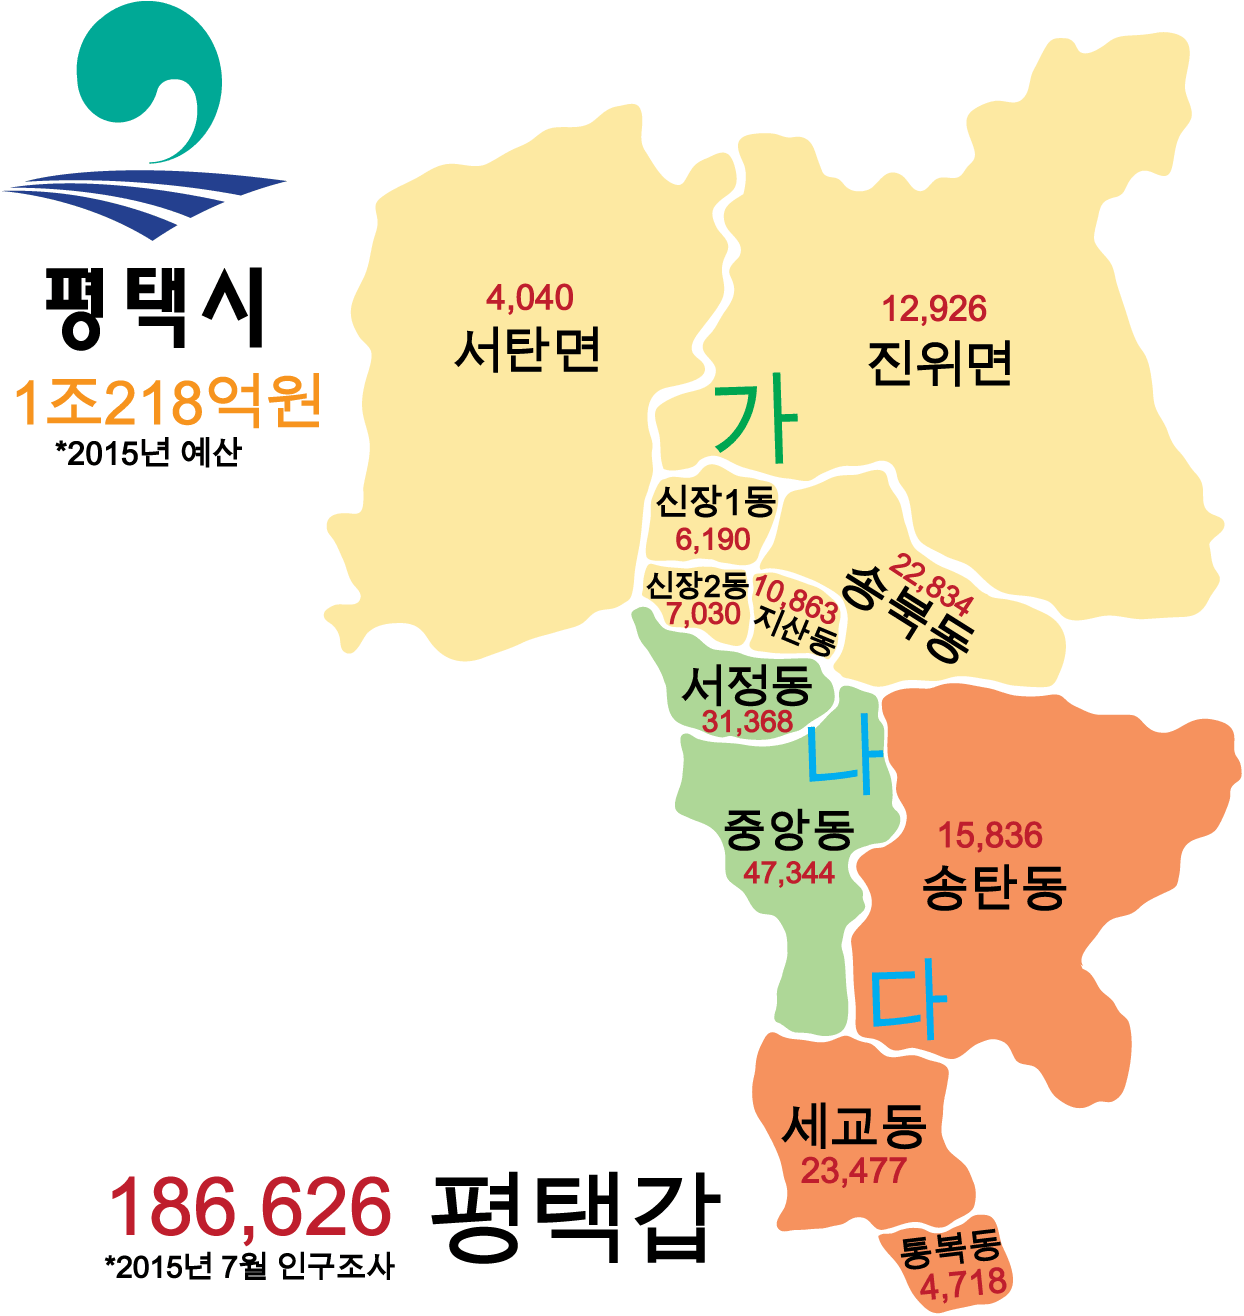 평택시
1조218억원
*2015년 예산
4,040
서탄면
12,926
진위면
가
신장1동
6,190
신장2동
7,030
10,863
지산동
22,834
송북동
서정동
31,368
나
중앙동
47,344
15,836
송탄동
다
세교동
23,477
통복동
4,718
186,626
*2015년 7월 인구조사
평택갑